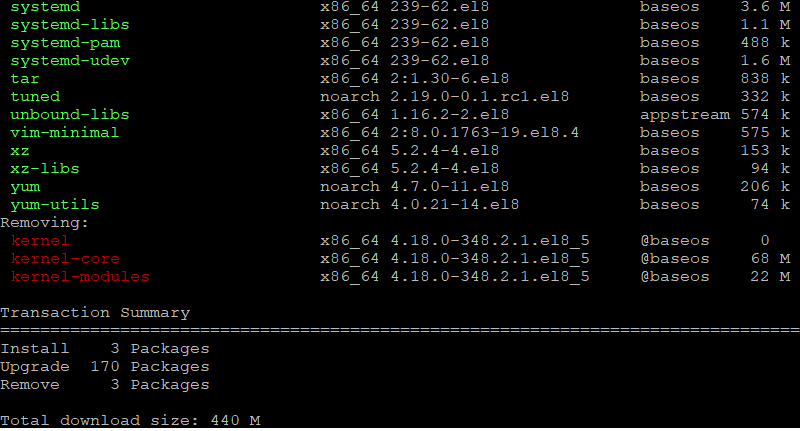 systemd x86_64 239-62.el8 baseos 3.6 M
systemd-libs x86_64 239-62.el8 baseos 1.1 M
systemd-pam x86_64 239-62.el8 baseos 488 k
systemd-udev x86_64 239-62.el8 baseos 1.6 M
tar x86_64 2:1.30-6.el8 baseos 838 k
tuned noarch 2.19.0-0.1.rc1.el8 baseos 332 k
unbound-libs x86_64 1.16.2-2.el8 appstream 574 k
vim-minimal x86_64 2:8.0.1763-19.el8.4 baseos 575 k
xz x86_64 5.2.4-4.el8 baseos 153 k
xz-libs x86_64 5.2.4-4.el8 baseos 94 k
yum noarch 4.7.0-11.el8 baseos 206 k
yum-utils noarch 4.0.21-14.el8 baseos 74 k
Removing:
kernel x86_64 4.18.0-348.2.1.el8_5 @baseos 0
kernel-core x86_64 4.18.0-348.2.1.el8_5 @baseos 68 M
kernel-modules x86_64 4.18.0-348.2.1.el8_5 @baseos 22 M
Transaction Summary
================================================================================
Install 3 Packages
Upgrade 170 Packages
Remove 3 Packages
Total download size: 440 M